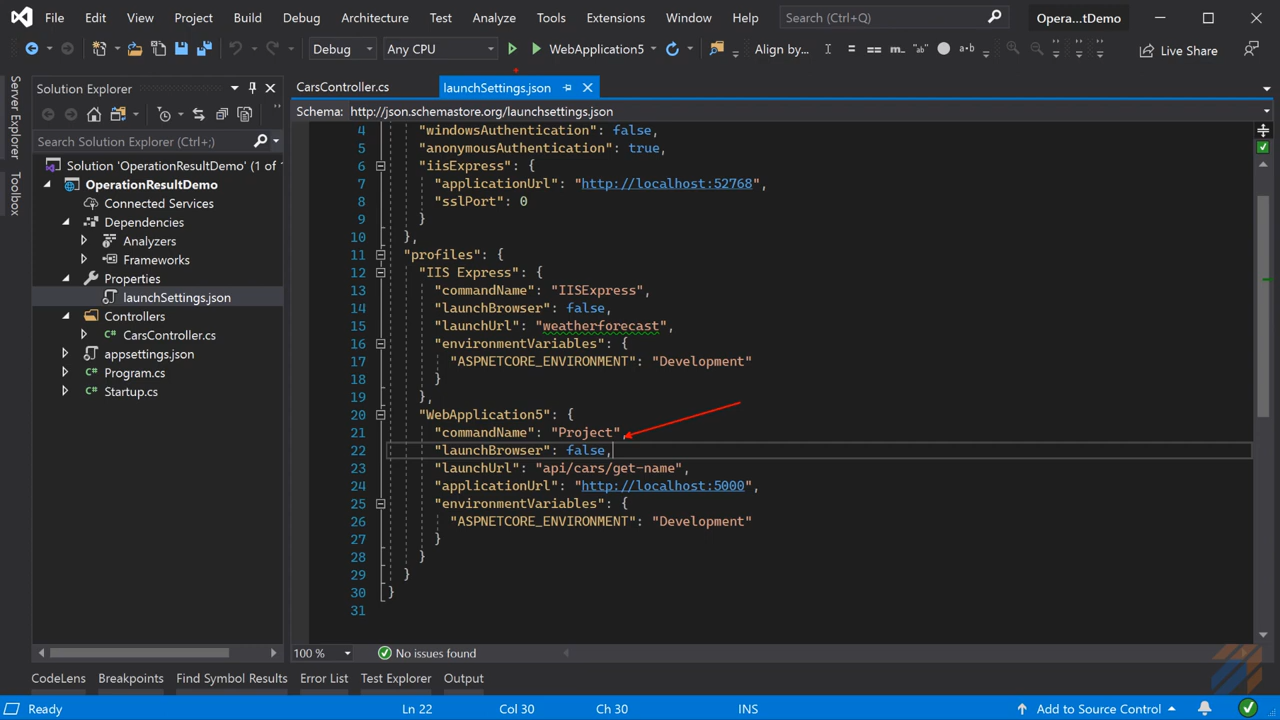 File Edit View Project Build Debug Architecture Test Analyze Tools Extensions Window Help Search (Ctrl+Q) Opera...tDemo
Debug Any CPU WebApplication5 Align by... Live Share
Server Explorer
Toolbox
Solution Explorer
Search Solution Explorer (Ctrl+;)
Solution 'OperationResultDemo' (1 of
OperationResultDemo
Connected Services
Dependencies
Analyzers
Frameworks
Properties
launchSettings.json
Controllers
CarsController.cs
appsettings.json
Program.cs
Startup.cs
CarsController.cs launchSettings.json
Schema: http://json.schemastore.org/launchsettings.json
4 "windowsAuthentication": false,
5 "anonymousAuthentication": true,
6 "iisExpress": {
7 "applicationUrl": "http://localhost:52768",
8 "sslPort": 0
9 }
10 },
11 "profiles": {
12 "IIS Express": {
13 "commandName": "IISExpress",
14 "launchBrowser": false,
15 "launchUrl": "weatherforecast",
16 "environmentVariables": {
17 "ASPNETCORE_ENVIRONMENT": "Development"
18 }
19 },
20 "WebApplication5": {
21 "commandName": "Project",
22 "launchBrowser": false,
23 "launchUrl": "api/cars/get-name",
24 "applicationUrl": "http://localhost:5000",
25 "environmentVariables": {
26 "ASPNETCORE_ENVIRONMENT": "Development"
27 }
28 }
29 }
30 }
31
100 % No issues found
CodeLens Breakpoints Find Symbol Results Error List Test Explorer Output
Ready Ln 22 Col 30 Ch 30 INS Add to Source Control